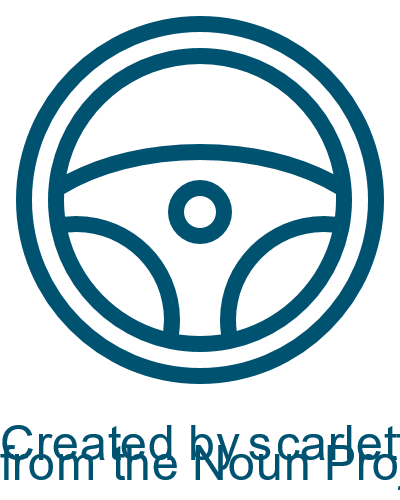 Created by scarlet
from the Noun Pro